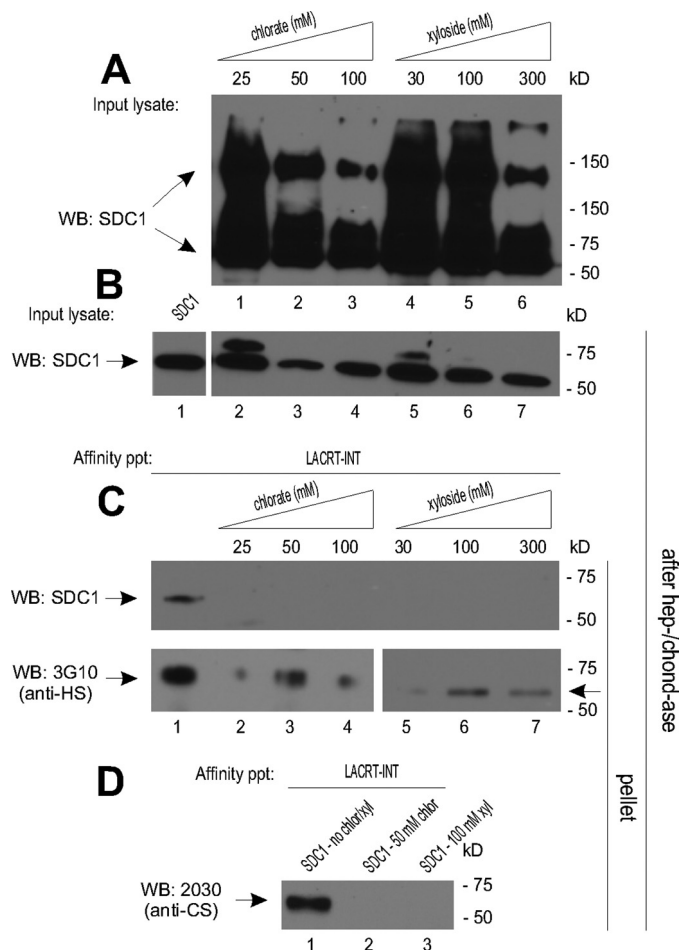 chlorate (mM) xyloside (mM)
A 25 50 100 30 100 300 kD
Input lysate:
- 150
WB: SDC1
- 150
- 75
- 50
B 1 2 3 4 5 6
Input lysate: SDC1 kD
WB: SDC1
- 75
- 50
1 2 3 4 5 6 7
Affinity ppt: LACRT-INT
C chlorate (mM) xyloside (mM)
25 50 100 30 100 300 kD
WB: SDC1
- 75
- 50
WB: 3G10
(anti-HS)
- 75
- 50
1 2 3 4 5 6 7
D Affinity ppt: LACRT-INT
SDC1 - no chlor/xyl
SDC1 - 50 mM chlor
SDC1 - 100 mM xyl
kD
WB: 2030
(anti-CS)
- 75
- 50
1 2 3
pellet
after hep-/chond-ase